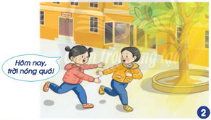 Hôm nay,
trời nóng quá!
2